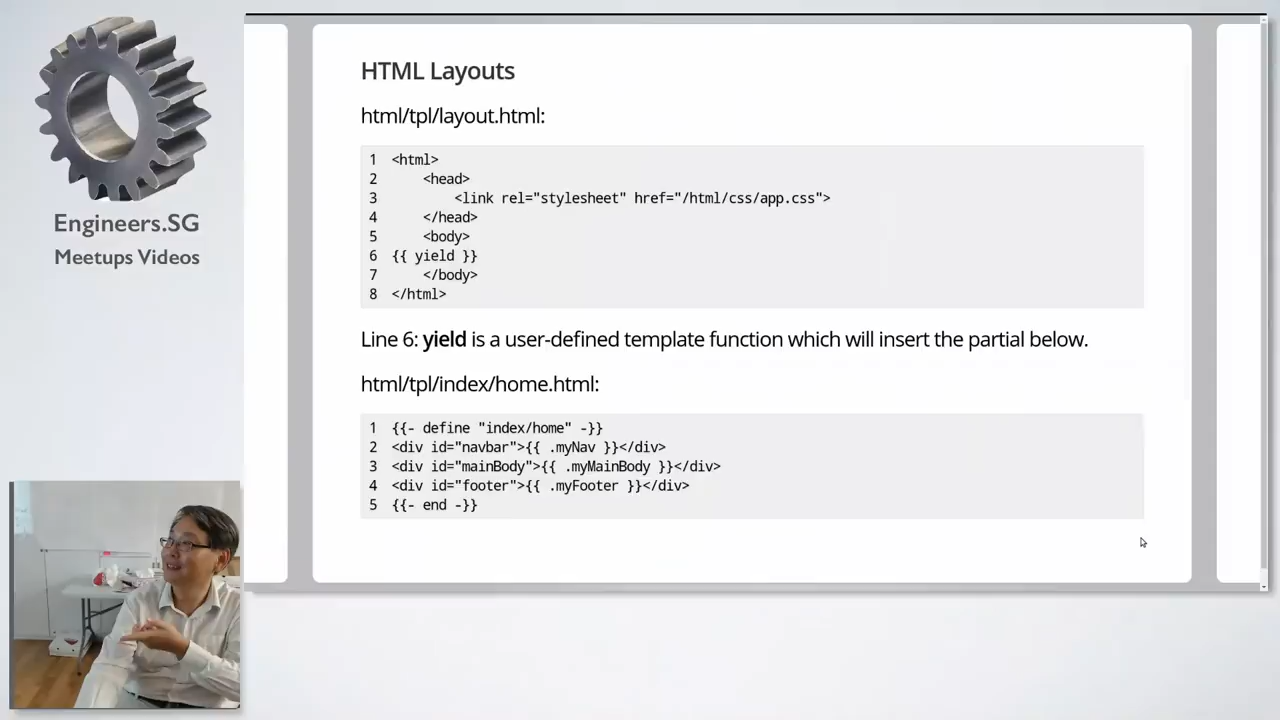 Engineers.SG
Meetups Videos
HTML Layouts
html/tpl/layout.html:
1 <html>
2     <head>
3         <link rel="stylesheet" href="/html/css/app.css">
4     </head>
5     <body>
6 {{ yield }}
7     </body>
8 </html>
Line 6: yield is a user-defined template function which will insert the partial below.
html/tpl/index/home.html:
1 {{- define "index/home" -}}
2 <div id="navbar">{{ .myNav }}</div>
3 <div id="mainBody">{{ .myMainBody }}</div>
4 <div id="footer">{{ .myFooter }}</div>
5 {{- end -}}